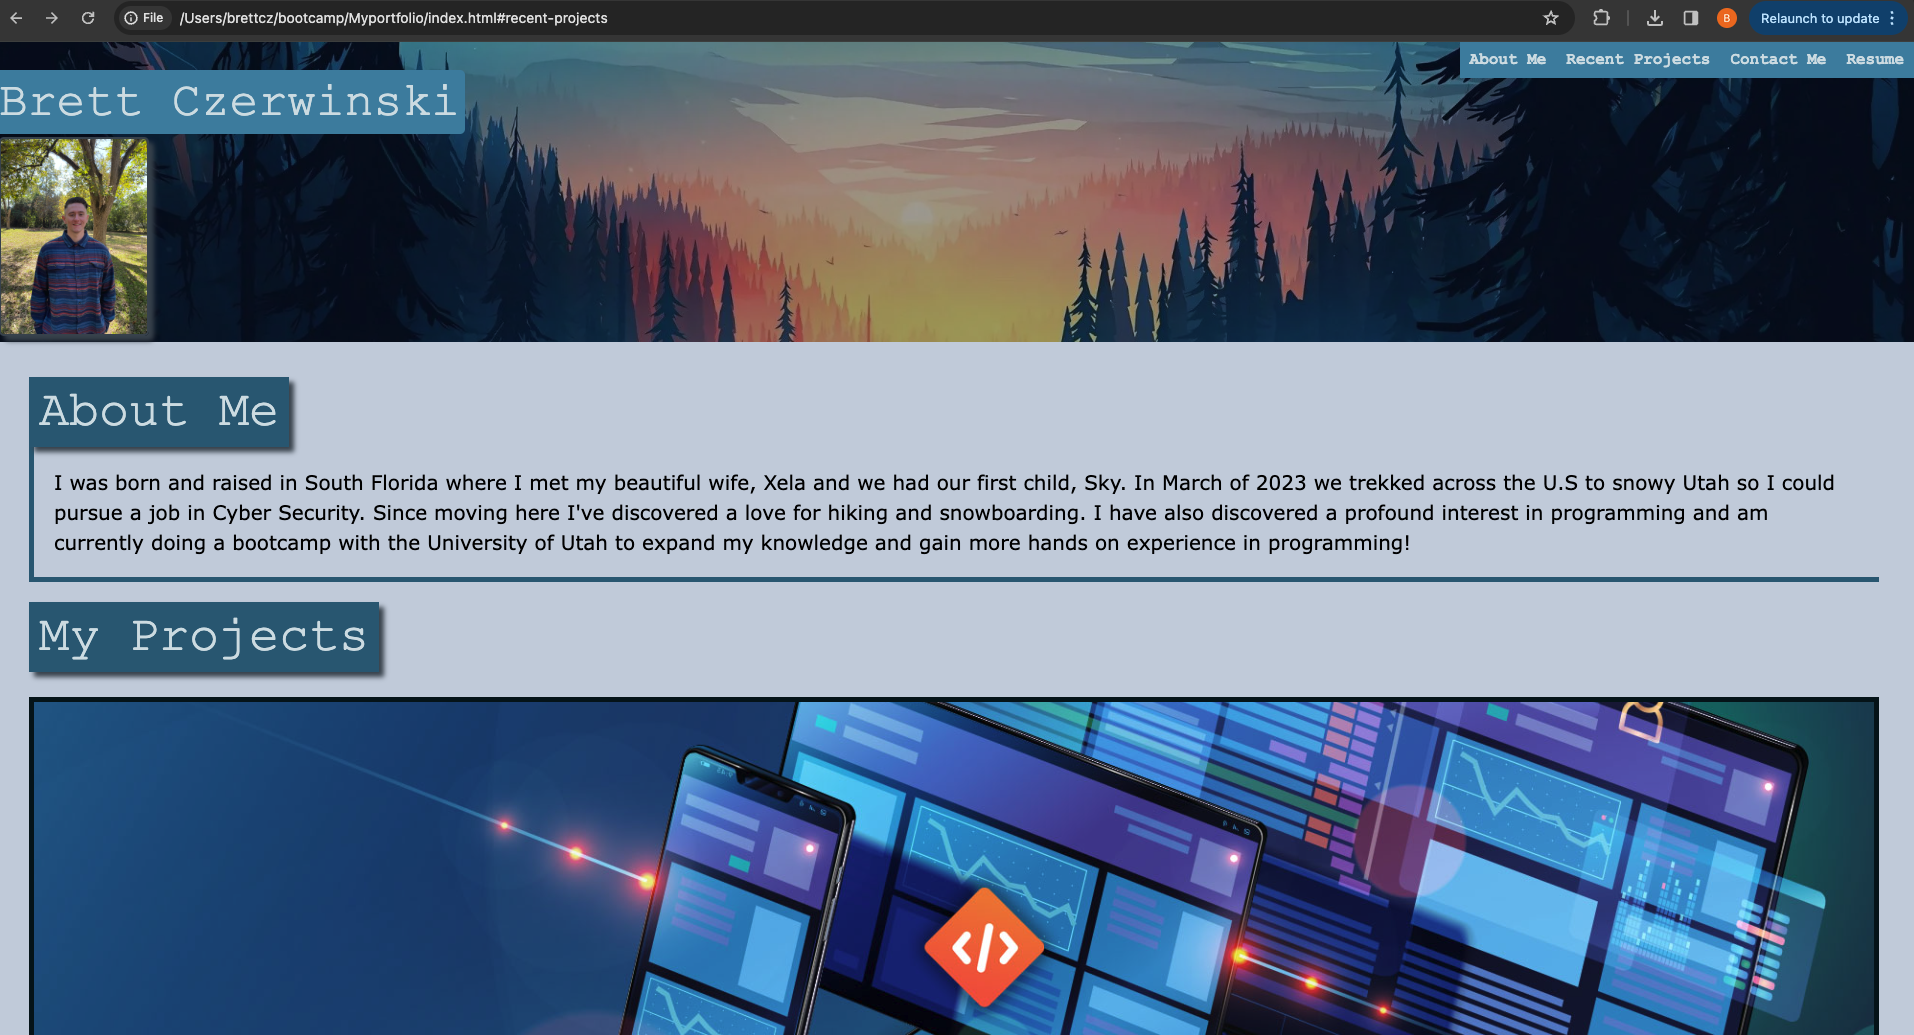 File
/Users/brettcz/bootcamp/Myportfolio/index.html#recent-projects
B
Relaunch to update
About Me Recent Projects Contact Me Resume
Brett Czerwinski
About Me
I was born and raised in South Florida where I met my beautiful wife, Xela and we had our first child, Sky. In March of 2023 we trekked across the U.S to snowy Utah so I could
pursue a job in Cyber Security. Since moving here I've discovered a love for hiking and snowboarding. I have also discovered a profound interest in programming and am
currently doing a bootcamp with the University of Utah to expand my knowledge and gain more hands on experience in programming!
My Projects
</>